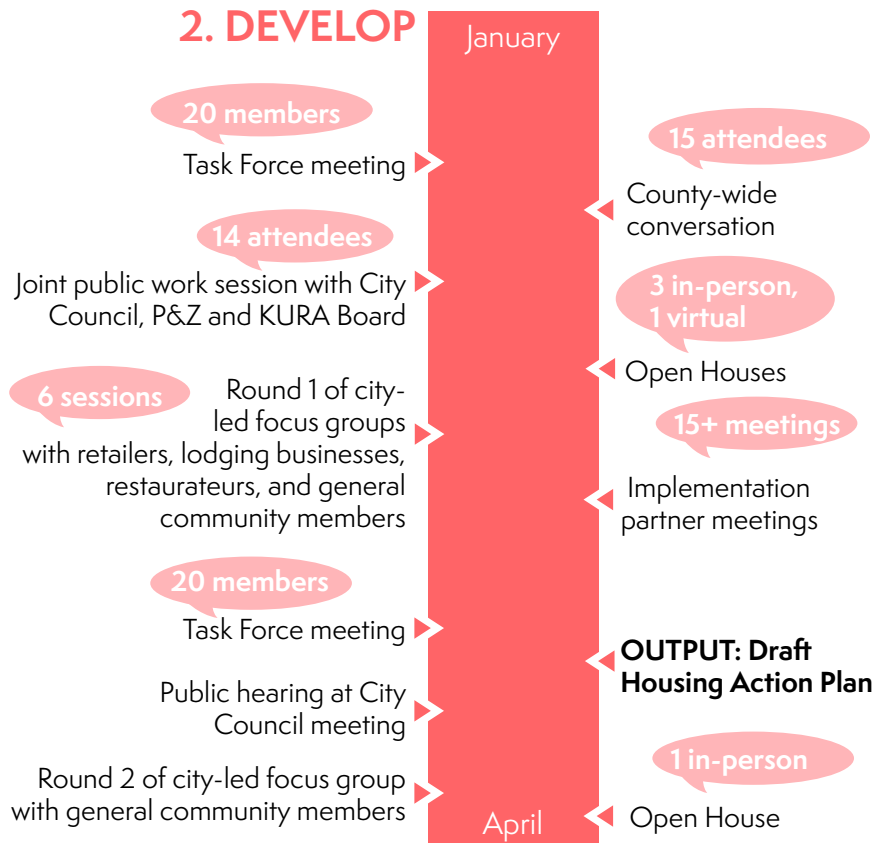 2. DEVELOP
January
20 members
Task Force meeting
15 attendees
County-wide
conversation
14 attendees
Joint public work session with City
Council, P&Z and KURA Board
3 in-person,
1 virtual
Open Houses
6 sessions
Round 1 of city-
led focus groups
with retailers, lodging businesses,
restaurateurs, and general
community members
15+ meetings
Implementation
partner meetings
20 members
Task Force meeting
OUTPUT: Draft
Housing Action Plan
Public hearing at City
Council meeting
1 in-person
Open House
Round 2 of city-led focus group
with general community members
April